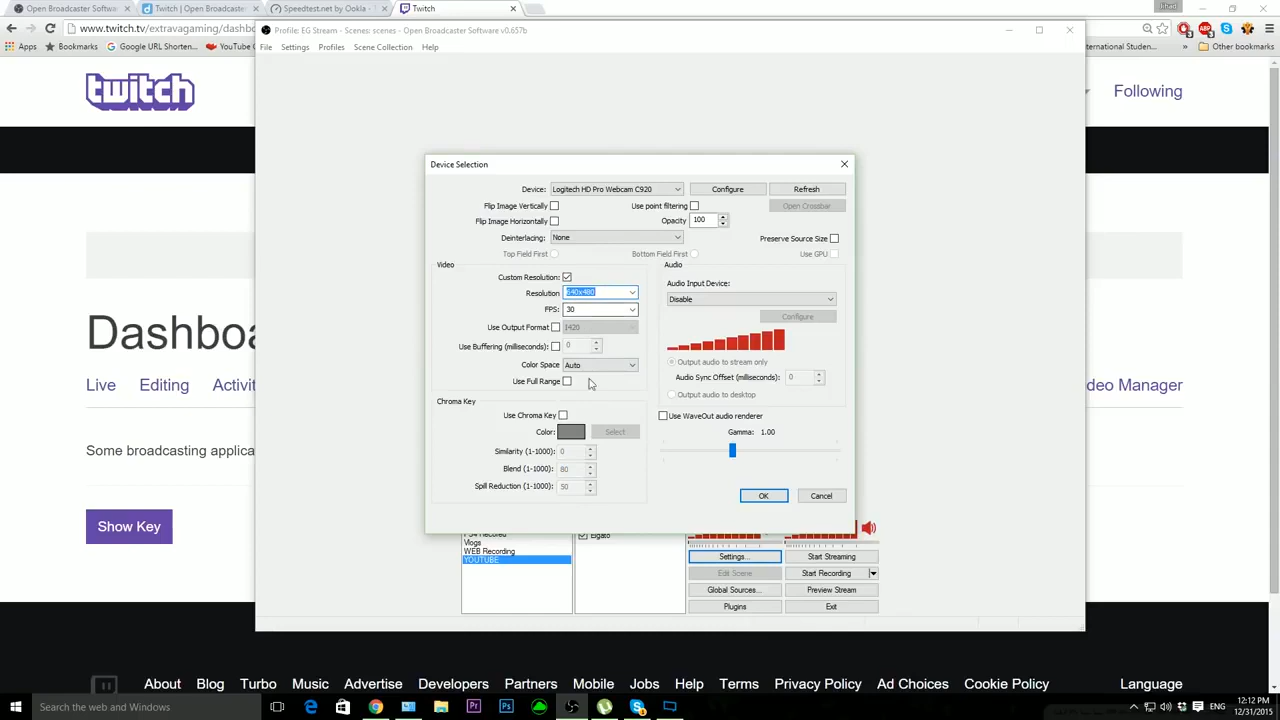 Open Broadcaster Softwa
Twitch | Open Broadcaster
Speedtest.net by Ookla - T
Twitch
Jihad
www.twitch.tv/extravagaming/dashbo
Apps
Bookmarks
Google URL Shorten...
YouTube
ternational Studen...
Other bookmarks
Profile: EG Stream - Scenes: scenes - Open Broadcaster Software v0.657b
File
Settings
Profiles
Scene Collection
Help
twitch
Following
Device Selection
Device:
Logitech HD Pro Webcam C920
Configure
Refresh
Flip Image Vertically
Use point filtering
Open Crossbar
Flip Image Horizontally
Opacity
100
Deinterlacing:
None
Preserve Source Size
Top Field First
Bottom Field First
Use GPU
Video
Custom Resolution:
Resolution
640x480
FPS:
30
Use Output Format
I420
Use Buffering (milliseconds):
0
Color Space
Auto
Use Full Range
Audio
Audio Input Device:
Disable
Configure
Output audio to stream only
Audio Sync Offset (milliseconds):
0
Output audio to desktop
Chroma Key
Use Chroma Key
Color:
Select
Similarity (1-1000):
0
Blend (1-1000)
80
Spill Reduction (1-1000):
50
Use WaveOut audio renderer
Gamma:
1.00
OK
Cancel
Dashboa
Live
Editing
Activit
deo Manager
Some broadcasting applic
Show Key
PS4 Recored
Vlogs
WEB Recording
YOUTUBE
Elgato
Settings...
Start Streaming
Edit Scene
Start Recording
Global Sources...
Preview Stream
Plugins
Exit
About
Blog
Turbo
Music
Advertise
Developers
Partners
Mobile
Jobs
Help
Terms
Privacy Policy
Ad Choices
Cookie Policy
Language
Search the web and Windows
ENG
12:12 PM
12/31/2015